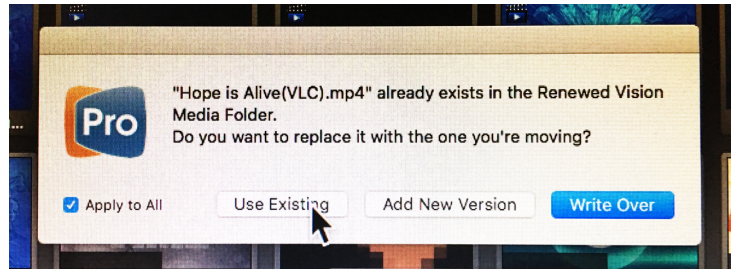 "Hope is Alive(VLC).mp4" already exists in the Renewed Vision
Media Folder.
Do you want to replace it with the one you're moving?
Pro
Apply to All
Use Existing
Add New Version
Write Over